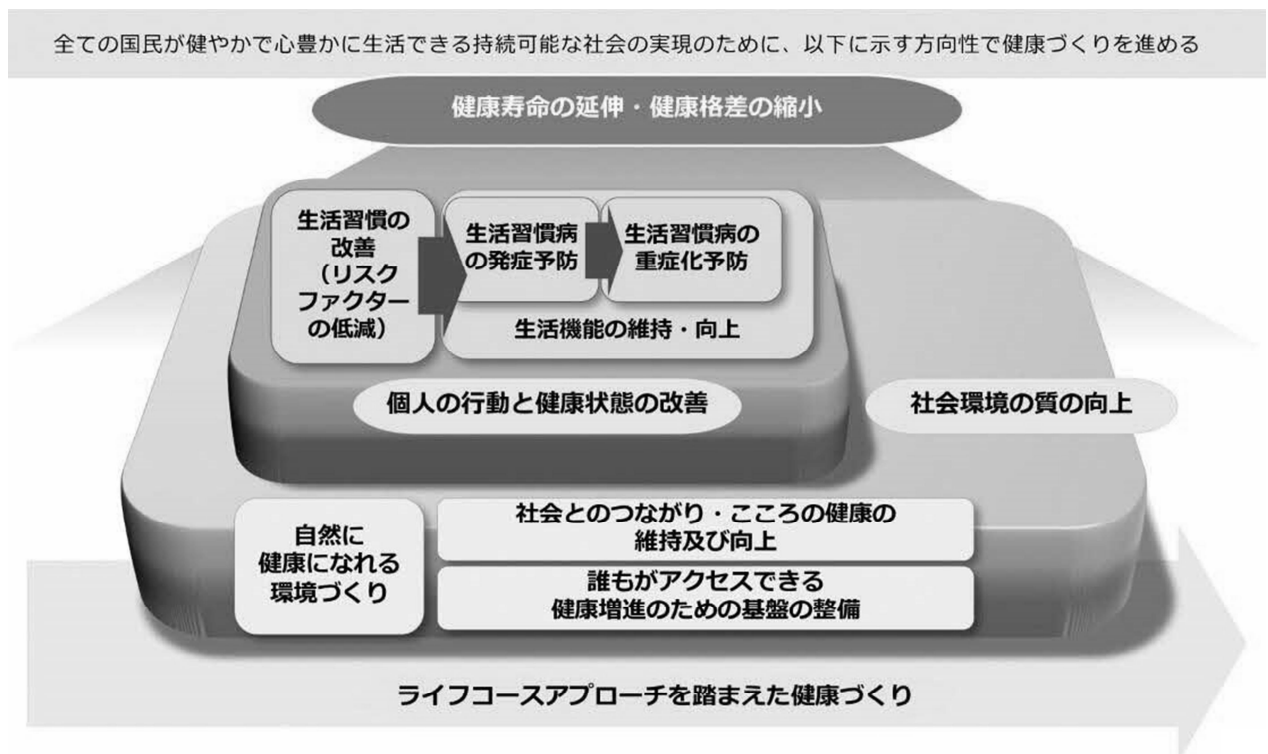 全ての国民が健やかで心豊かに生活できる持続可能な社会の実現のために、以下に示す方向性で健康づくりを進める
健康寿命の延伸・健康格差の縮小
生活習慣の
改善
（リスク
ファクター
の低減）
生活習慣病
の発症予防
生活習慣病の
重症化予防
生活機能の維持・向上
個人の行動と健康状態の改善
社会環境の質の向上
自然に
健康になれる
環境づくり
社会とのつながり・こころの健康の
維持及び向上
誰もがアクセスできる
健康増進のための基盤の整備
ライフコースアプローチを踏まえた健康づくり